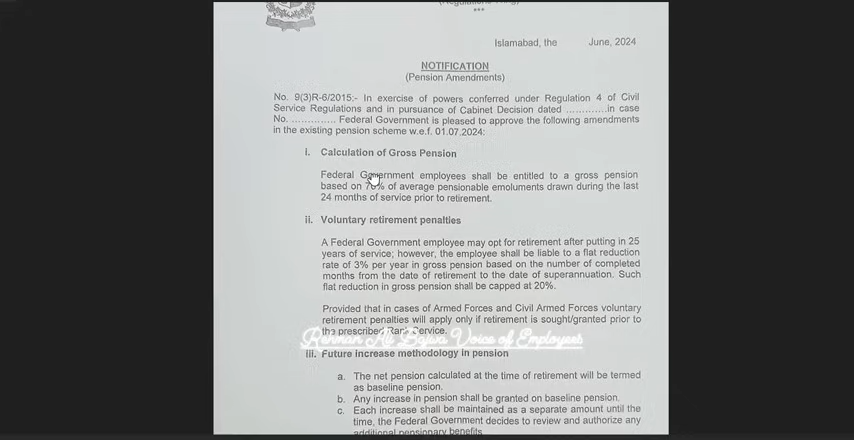 Islamabad, the June, 2024
NOTIFICATION
(Pension Amendments)
No. 9(3)R-6/2015:- In exercise of powers conferred under Regulation 4 of Civil
Service Regulations and in pursuance of Cabinet Decision dated .............in case
No. .............. Federal Government is pleased to approve the following amendments
in the existing pension scheme w.e.f. 01.07.2024:
i. Calculation of Gross Pension
Federal Government employees shall be entitled to a gross pension
based on 70% of average pensionable emoluments drawn during the last
24 months of service prior to retirement.
ii. Voluntary retirement penalties
A Federal Government employee may opt for retirement after putting in 25
years of service; however, the employee shall be liable to a flat reduction
rate of 3% per year in gross pension based on the number of completed
months from the date of retirement to the date of superannuation. Such
flat reduction in gross pension shall be capped at 20%.
Provided that in cases of Armed Forces and Civil Armed Forces voluntary
retirement penalties will apply only if retirement is sought/granted prior to
the prescribed Rank Service.
Rehman Ali Bajwa Voice of Employees
iii. Future increase methodology in pension
a. The net pension calculated at the time of retirement will be termed
as baseline pension.
b. Any increase in pension shall be granted on baseline pension.
c. Each increase shall be maintained as a separate amount until the
time, the Federal Government decides to review and authorize any
additional pensionary benefits.